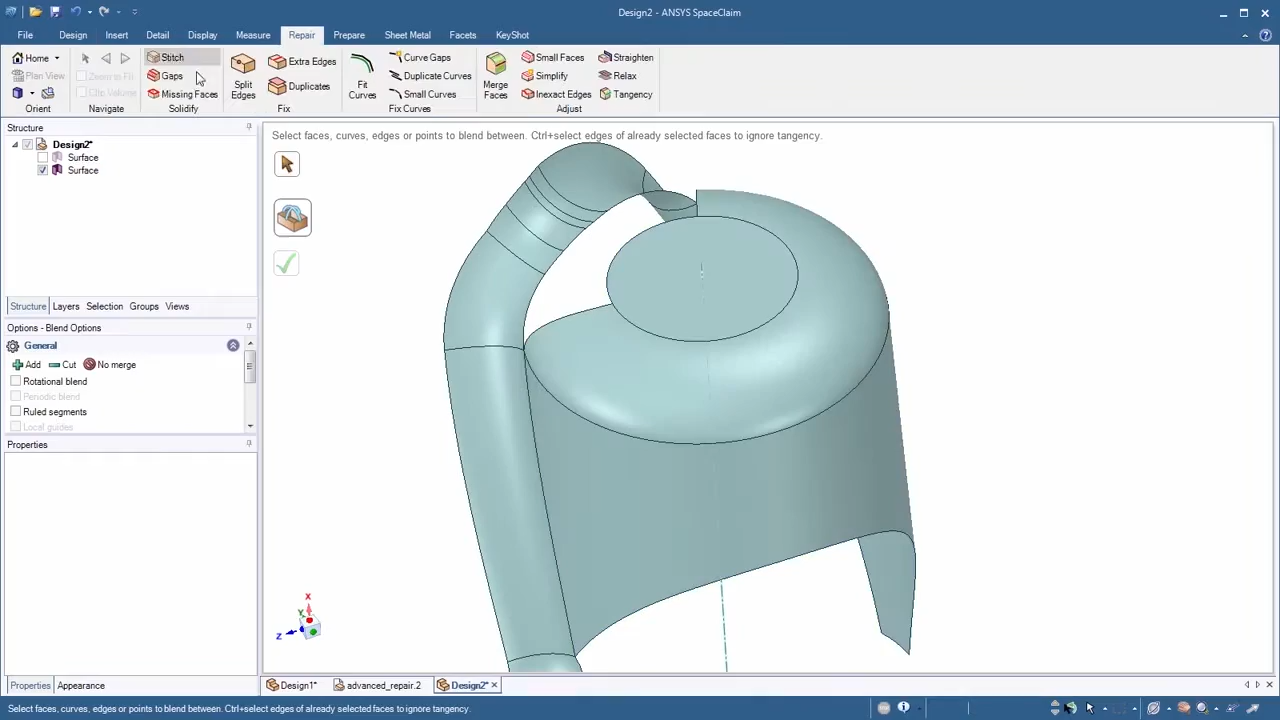 Design2 - ANSYS SpaceClaim
File Design Insert Detail Display Measure Repair Prepare Sheet Metal Facets KeyShot
Home Stitch Extra Edges Curve Gaps Small Faces Straighten
Plan View Zoom to Fit Gaps Duplicate Curves Simplify Relax
Clip Volume Missing Faces Split Edges Duplicates Fit Curves Small Curves Merge Faces Inexact Edges Tangency
Orient Navigate Solidify Fix Fix Curves Adjust
Structure
Select faces, curves, edges or points to blend between. Ctrl+select edges of already selected faces to ignore tangency.
Design2*
Surface
Surface
Structure Layers Selection Groups Views
Options - Blend Options
General
Add Cut No merge
Rotational blend
Periodic blend
Ruled segments
Local guides
Properties
X
Y
Z
Properties Appearance
Design1* advanced_repair.2 Design2*
Select faces, curves, edges or points to blend between. Ctrl+select edges of already selected faces to ignore tangency.